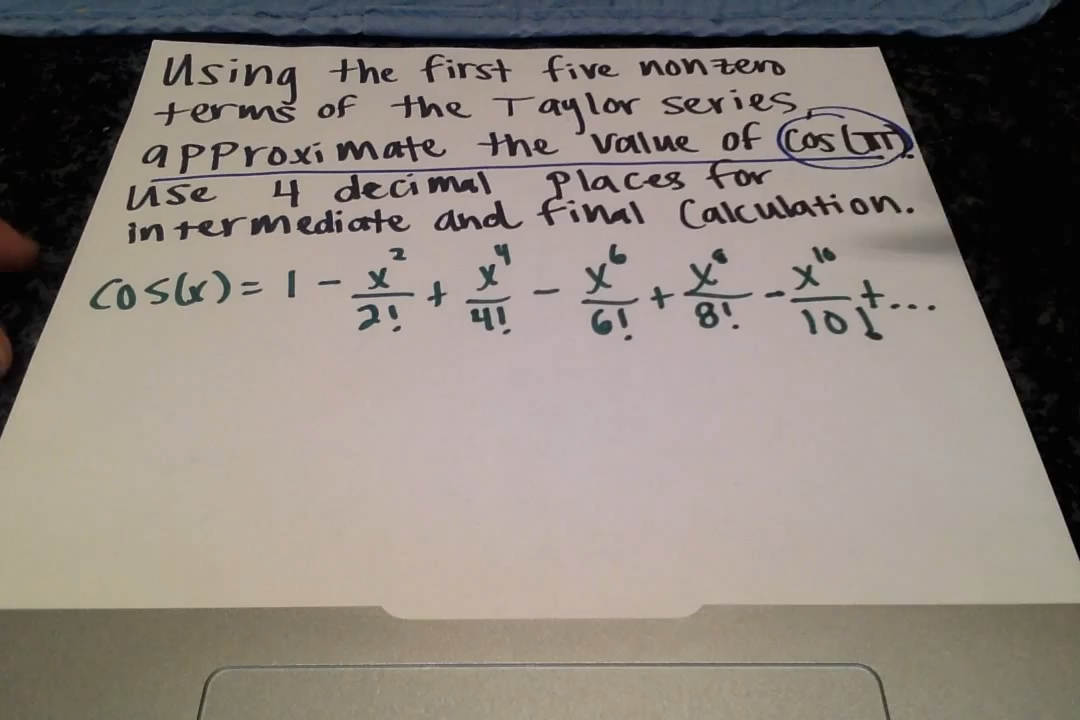 Using the first five nonzero
terms of the Taylor series
approximate the value of cos(π).
Use 4 decimal places for
intermediate and final Calculation.
cos(x) = 1 - x²/2! + x⁴/4! - x⁶/6! + x⁸/8! - x¹⁰/10! + ...